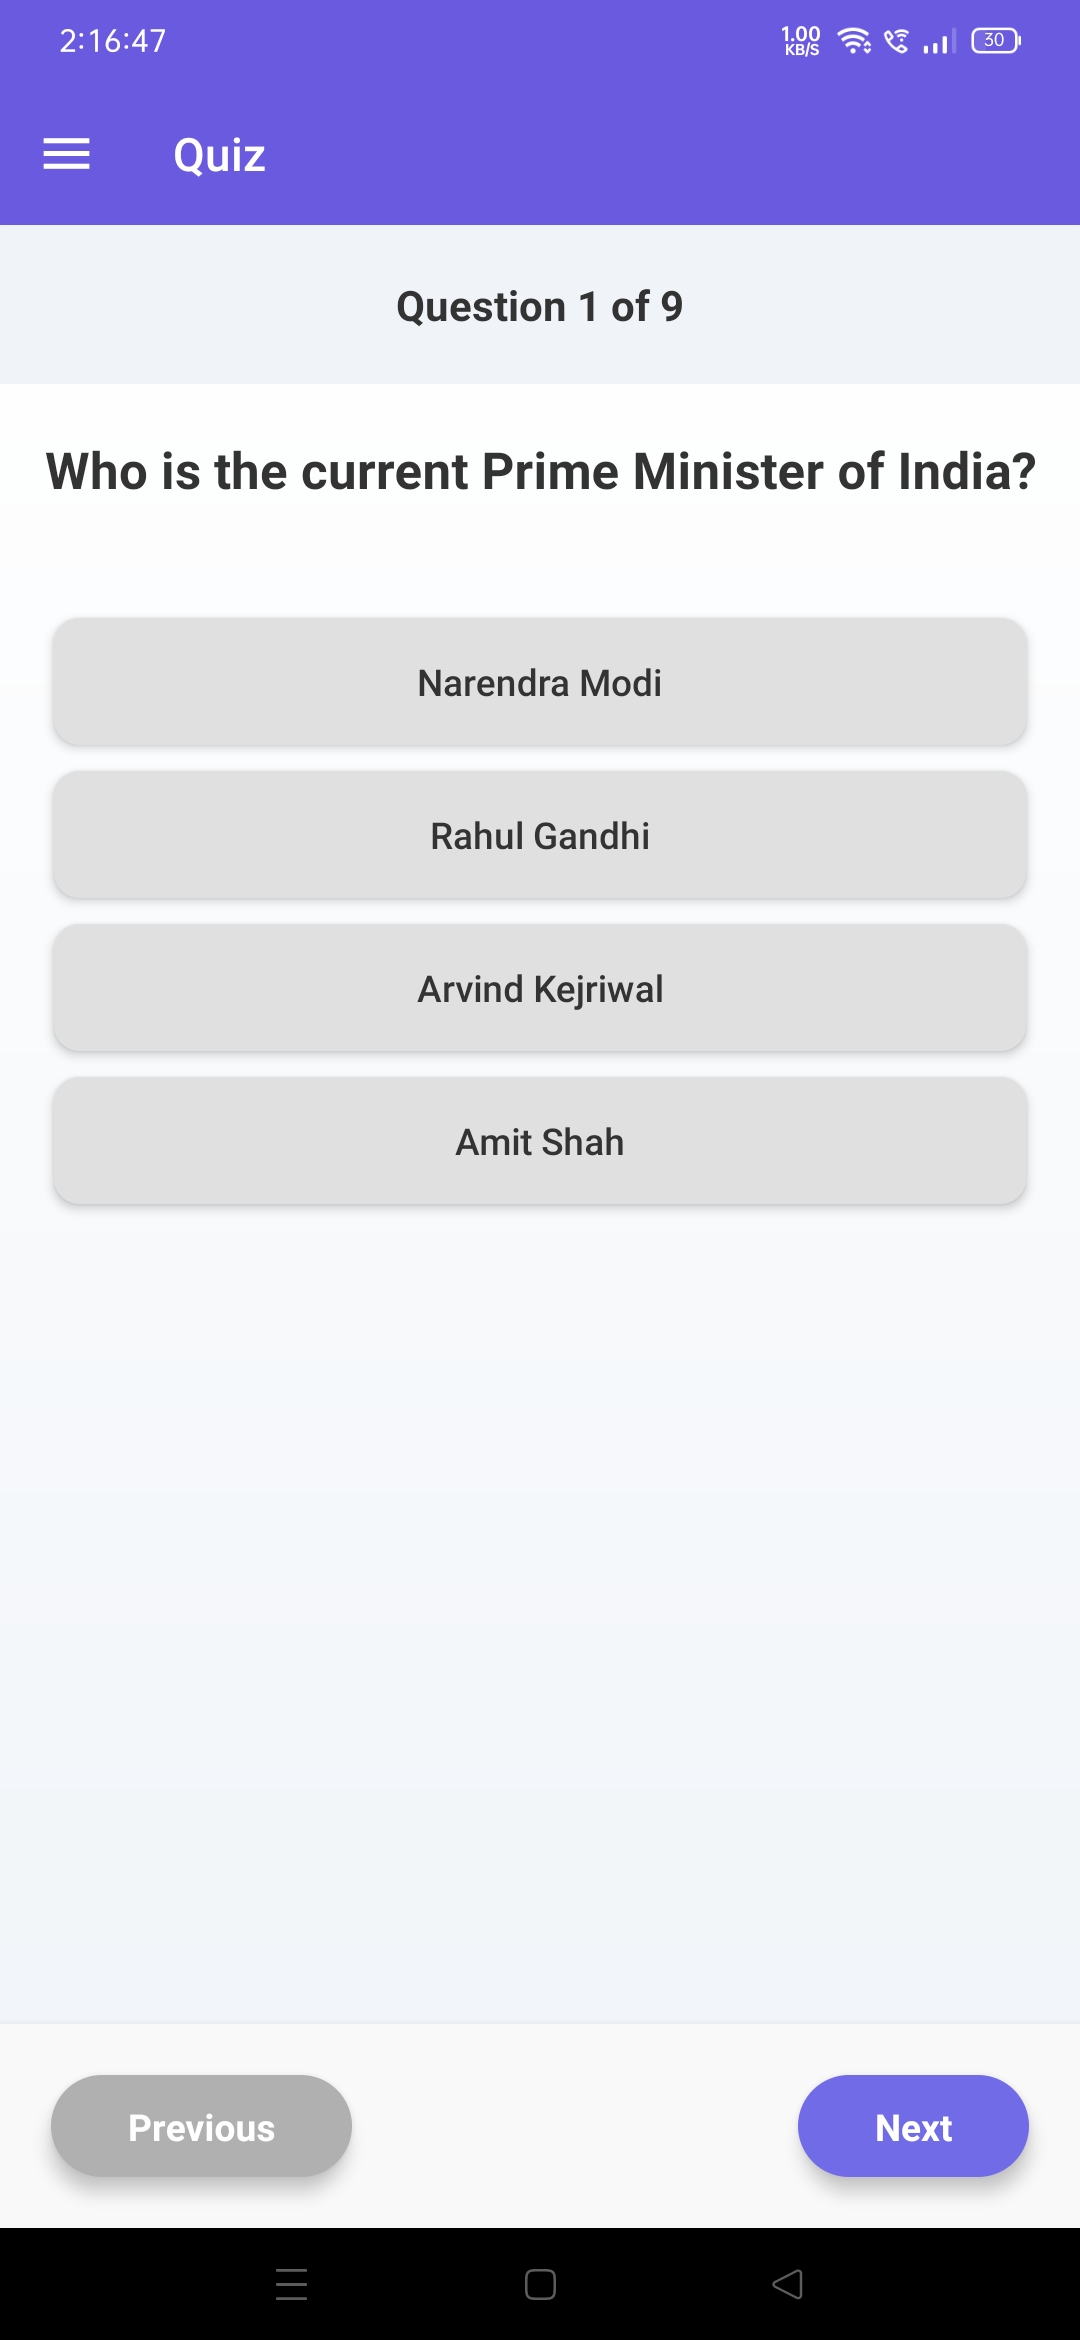 2:16:47
1.00
KB/S
30
Quiz
Question 1 of 9
Who is the current Prime Minister of India?
Narendra Modi
Rahul Gandhi
Arvind Kejriwal
Amit Shah
Previous
Next